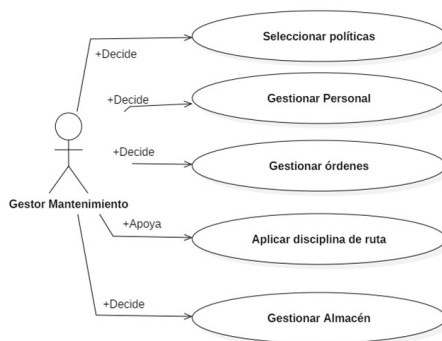 Seleccionar políticas
+Decide
+Decide
Gestionar Personal
+Decide
Gestionar órdenes
Gestor Mantenimiento
+Apoya
Aplicar disciplina de ruta
+Decide
Gestionar Almacén